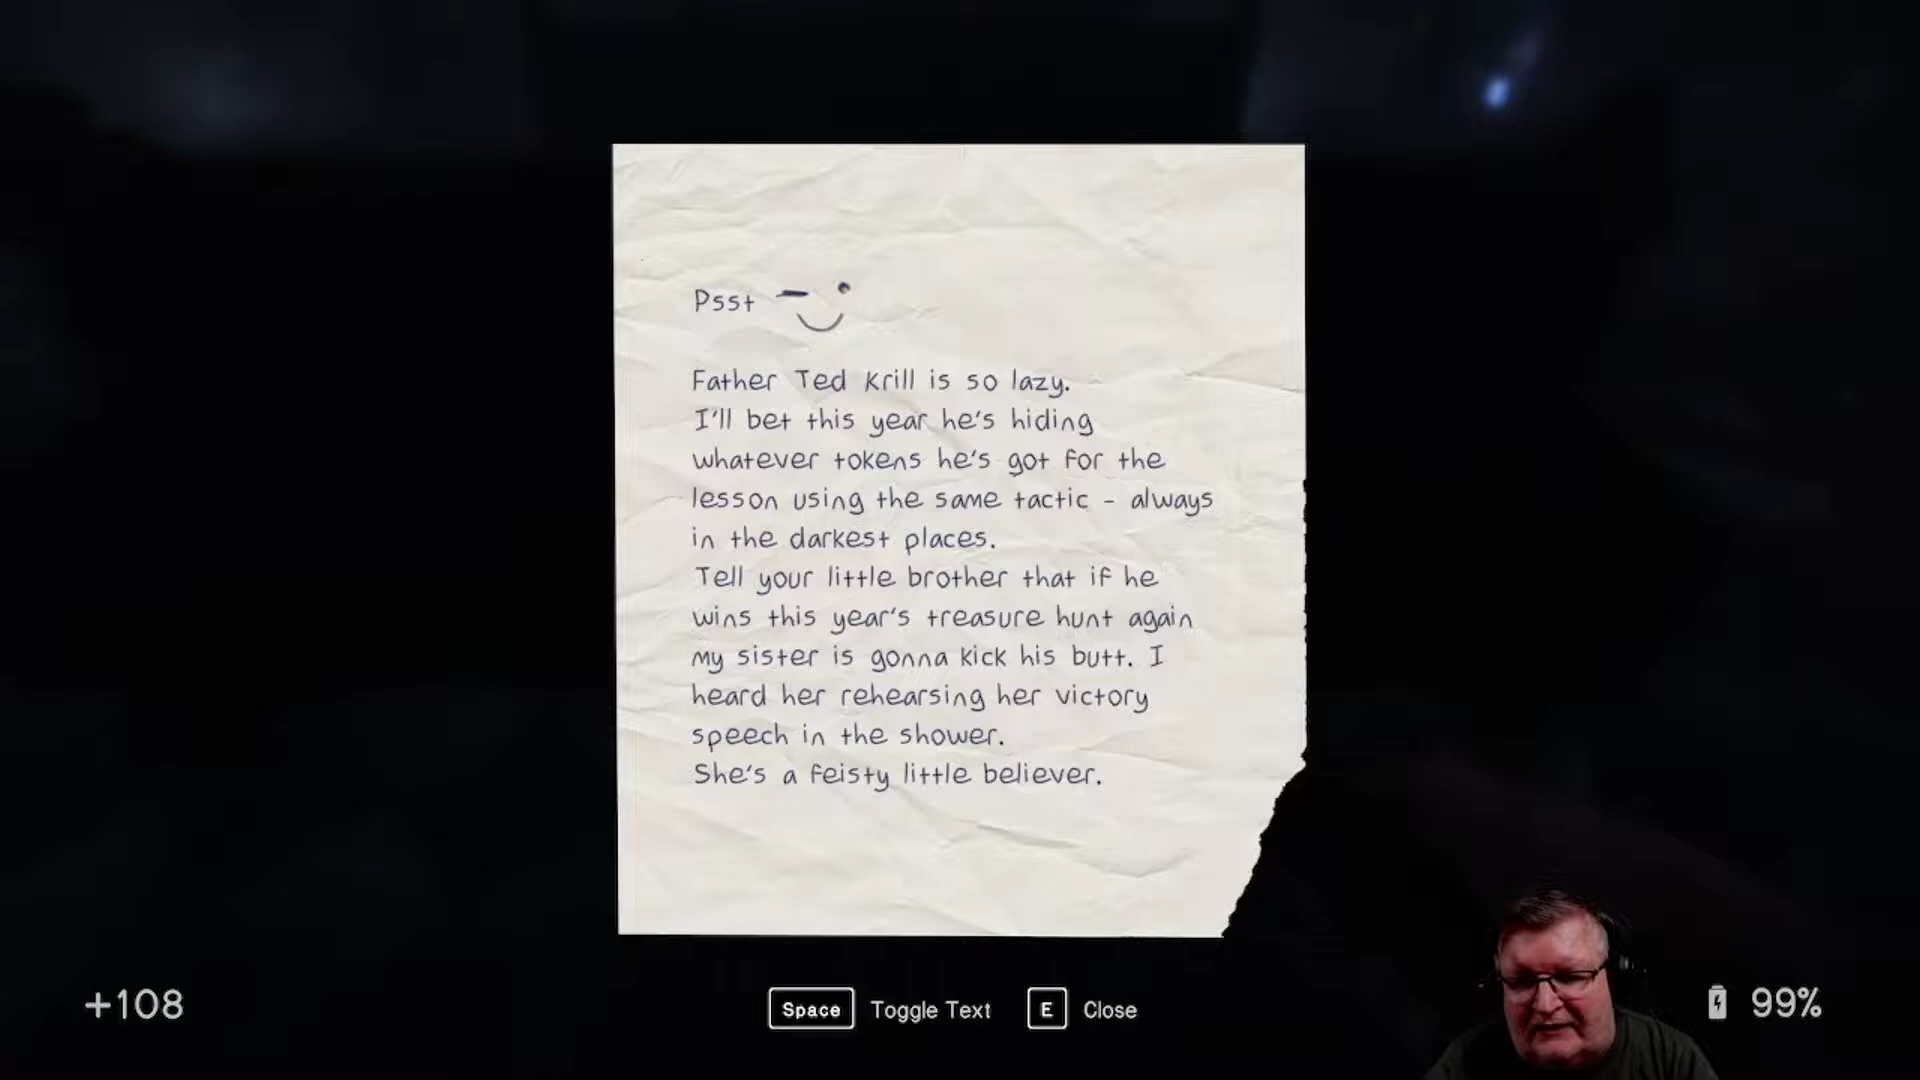 Psst
Father Ted Krill is so lazy.
I'll bet this year he's hiding
whatever tokens he's got for the
lesson using the same tactic - always
in the darkest places.
Tell your little brother that if he
wins this year's treasure hunt again
my sister is gonna kick his butt. I
heard her rehearsing her victory
speech in the shower.
She's a feisty little believer.
+108
Space Toggle Text E Close
99%